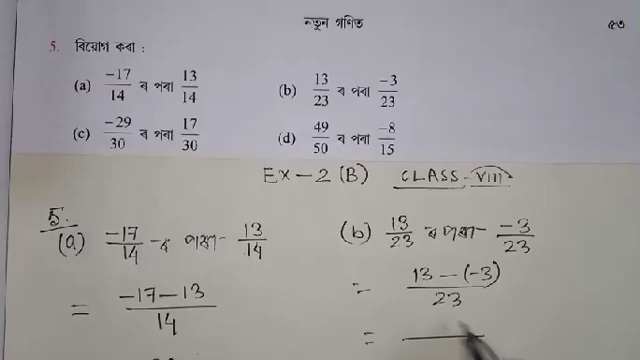 নতুন গণিত ৫৩
5. বিয়োগ কৰা :
(a) -17/14 ৰ পৰা 13/14 (b) 13/23 ৰ পৰা -3/23
(c) -29/30 ৰ পৰা 17/30 (d) 49/50 ৰ পৰা -8/15
EX-2 (B) CLASS-VIII
5.
(a) -17/14 -ৰ পৰা- 13/14 (b) 13/23 ৰ পৰা- -3/23
= -17-13/14 = 13-(-3)/23
=